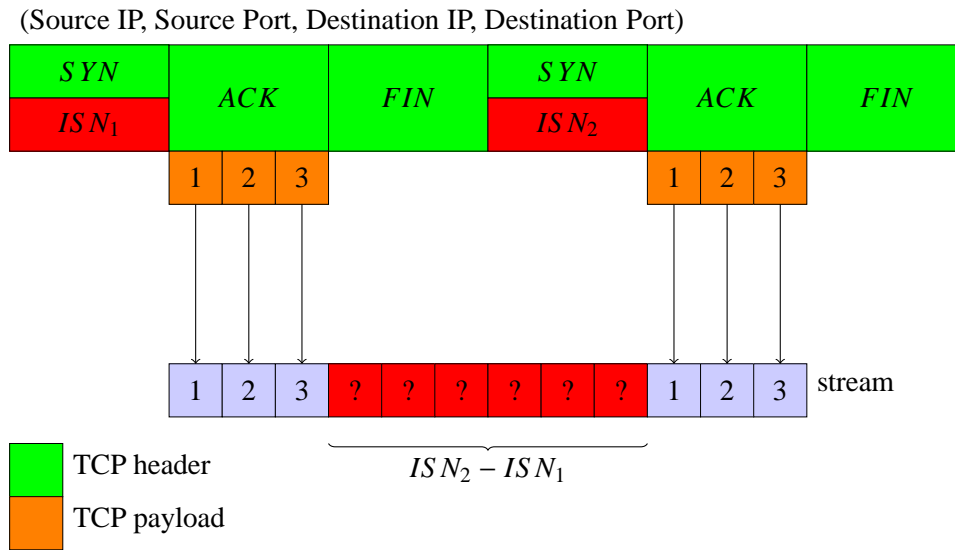 (Source IP, Source Port, Destination IP, Destination Port)
SYN ACK FIN SYN ACK FIN
ISN₁ ISN₂
1 2 3 1 2 3
1 2 3 ? ? ? ? ? ? 1 2 3 stream
ISN₂ − ISN₁
TCP header
TCP payload